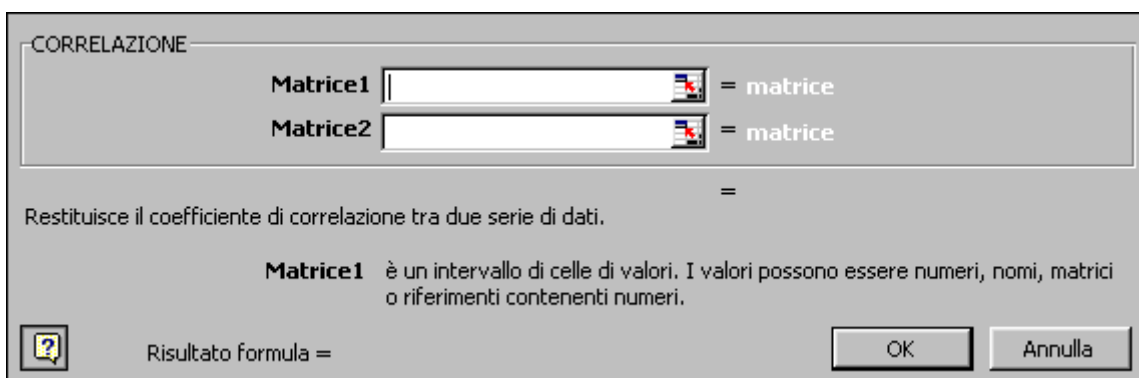 CORRELAZIONE
Matrice1 = matrice
Matrice2 = matrice
=
Restituisce il coefficiente di correlazione tra due serie di dati.
Matrice1 è un intervallo di celle di valori. I valori possono essere numeri, nomi, matrici
o riferimenti contenenti numeri.
? Risultato formula = OK Annulla